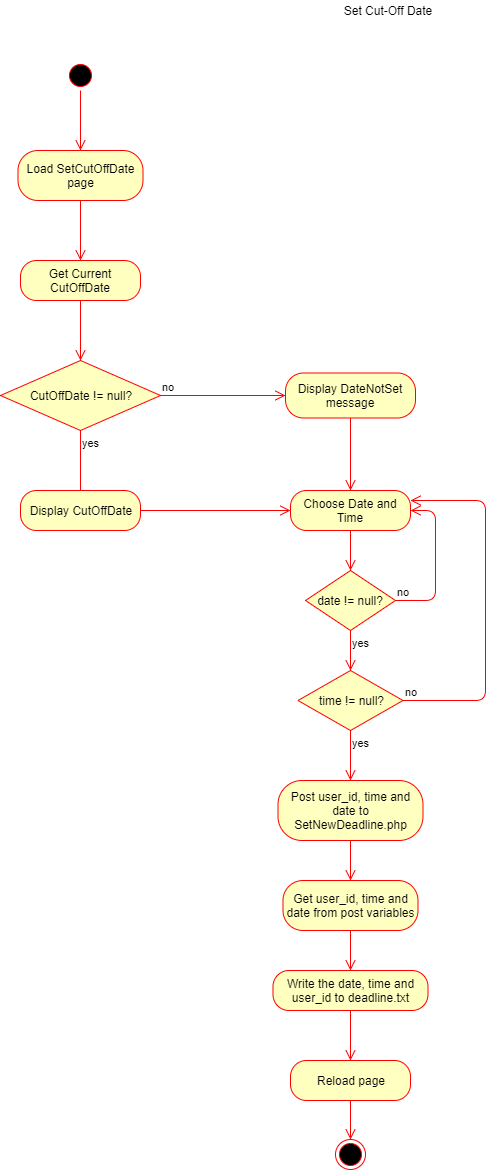 Set Cut-Off Date
Load SetCutOffDate
page
Get Current
CutOffDate
CutOffDate != null?
no
Display DateNotSet
message
yes
Display CutOffDate
Choose Date and
Time
date != null?
no
yes
time != null?
no
yes
Post user_id, time and
date to
SetNewDeadline.php
Get user_id, time and
date from post variables
Write the date, time and
user_id to deadline.txt
Reload page